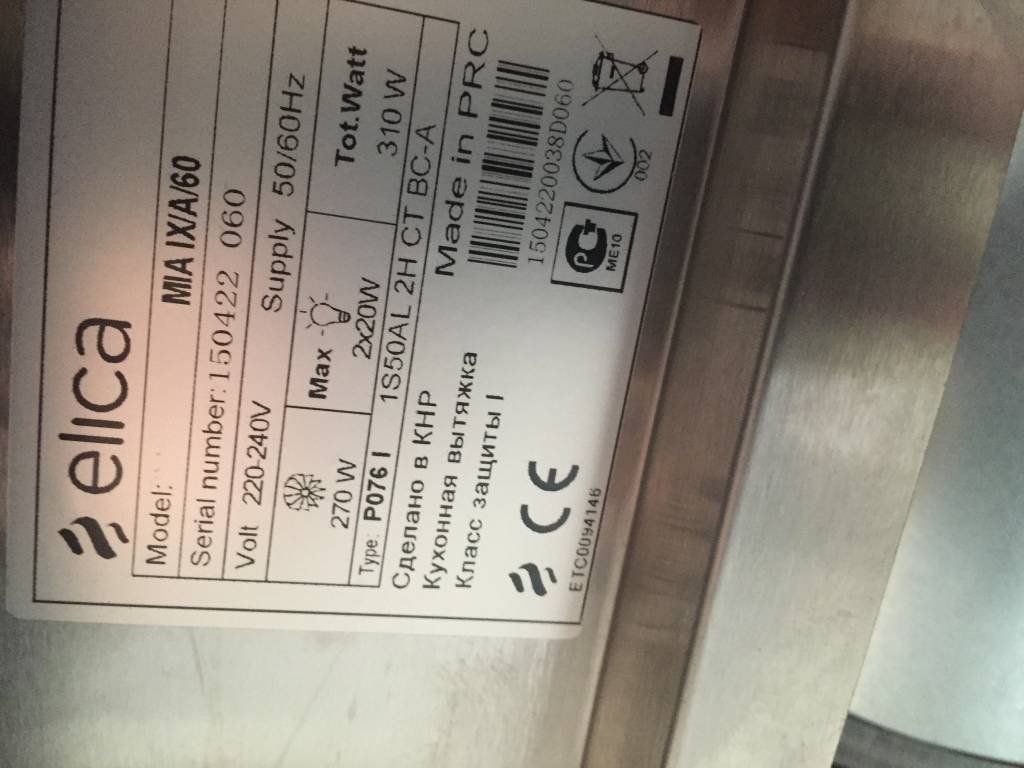 elica
Model: MIA IX/A/60
Serial number:150422 060
Volt 220-240V Supply 50/60Hz
Max Tot.Watt
270 W 2x20W 310 W
Type: P076 I 1S50AL 2H CT BC-A
Сделано в КНР Made in PRC
Кухонная вытяжка
Класс защиты I
1504220038D060
CE
PG
ME10
002
ETC0094146